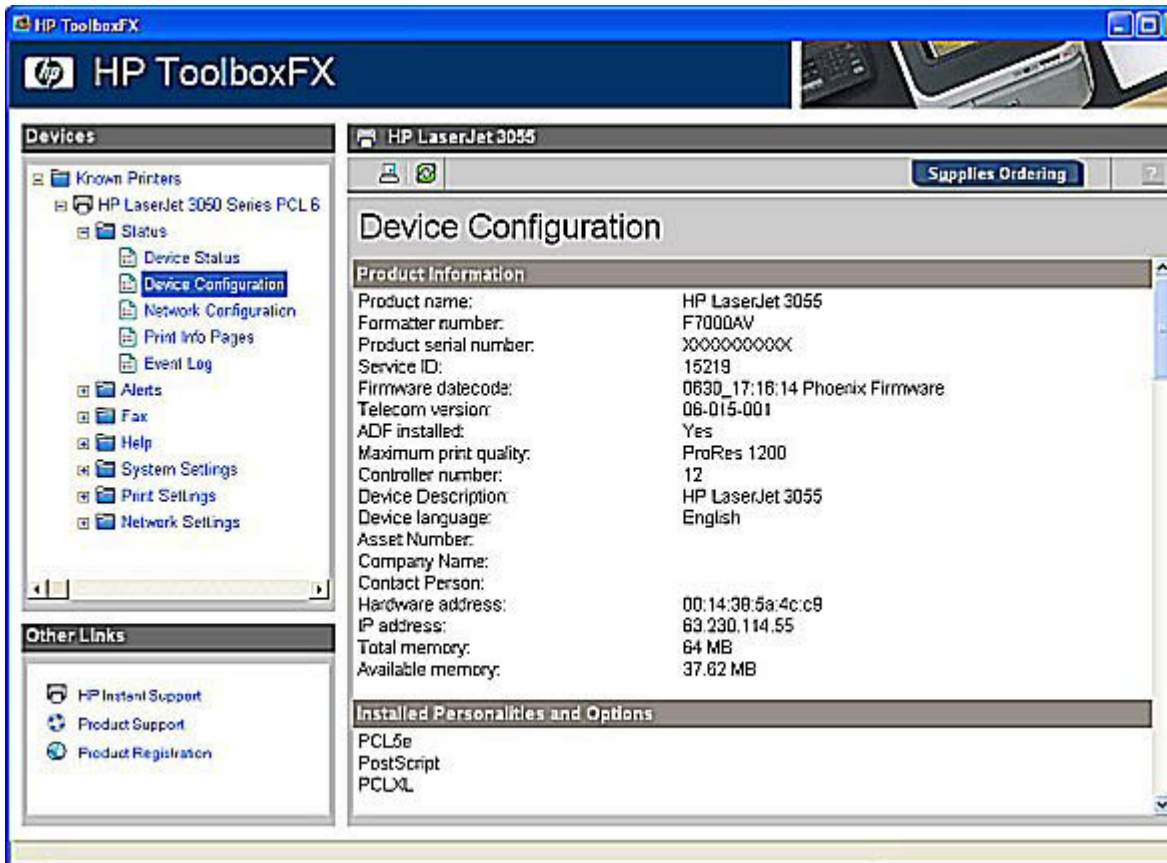 HP ToolboxFX
hp HP ToolboxFX
Devices
Known Printers
HP LaserJet 3050 Series PCL 6
Status
Device Status
Device Configuration
Network Configuration
Print Info Pages
Event Log
Alerts
Fax
Help
System Settings
Print Settings
Network Settings
Other Links
HP Instant Support
Product Support
Product Registration
HP LaserJet 3055
Supplies Ordering
?
Device Configuration
Product Information
Product name: HP LaserJet 3055
Formatter number: F7000AV
Product serial number: XXXXXXXXXX
Service ID: 15219
Firmware datecode: 0630_17:16:14 Phoenix Firmware
Telecom version: 06-015-001
ADF installed: Yes
Maximum print quality: ProRes 1200
Controller number: 12
Device Description: HP LaserJet 3055
Device language: English
Asset Number:
Company Name:
Contact Person:
Hardware address: 00:14:38:5a:4c:c9
IP address: 63.230.114.55
Total memory: 64 MB
Available memory: 37.62 MB
Installed Personalities and Options
PCL5e
PostScript
PCLXL